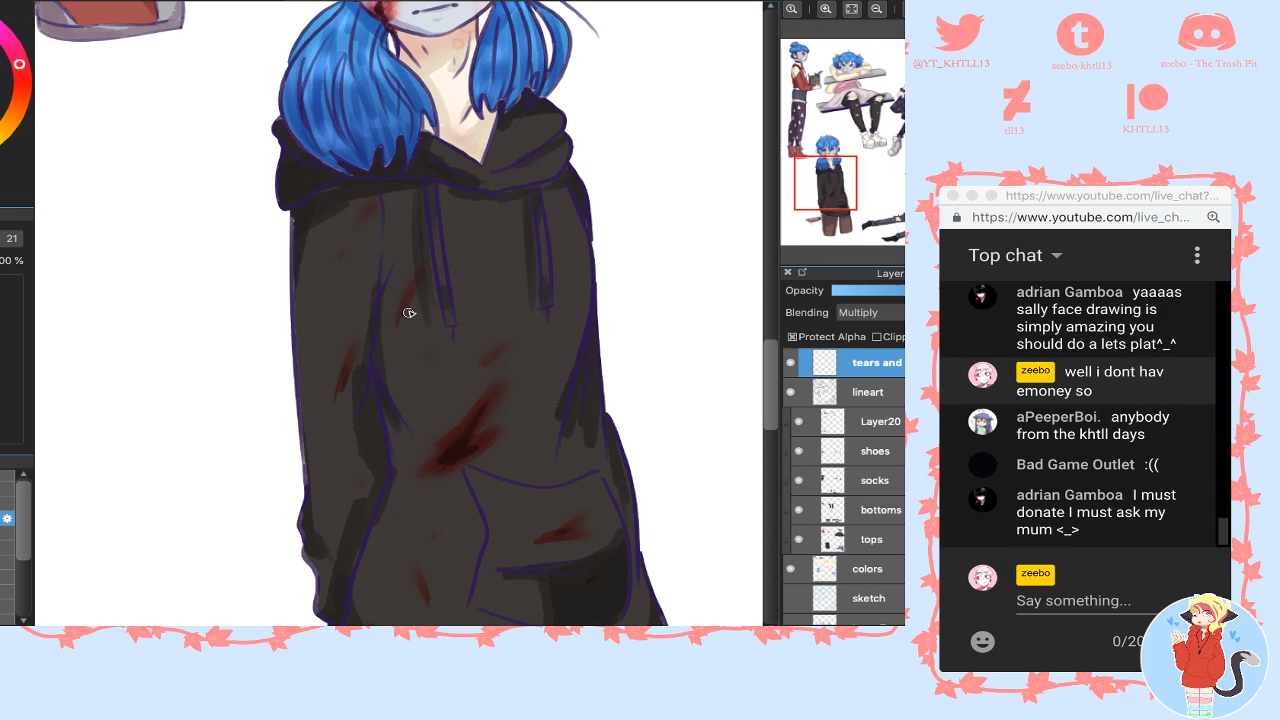 21
00 %
Layer
Opacity
Blending Multiply
Protect Alpha Clipp
tears and
lineart
Layer20
shoes
socks
bottoms
tops
colors
sketch
@YT_KHTLL13
zeebo-khtll13
zeebo - The Trash Pit
tll13
KHTLL13
https://www.youtube.com/live_chat?...
https://www.youtube.com/live_ch...
Top chat
adrian Gamboa yaaaas
sally face drawing is
simply amazing you
should do a lets plat^_^
zeebo well i dont hav
emoney so
aPeeperBoi. anybody
from the khtll days
Bad Game Outlet :((
adrian Gamboa I must
donate I must ask my
mum <_>
zeebo
Say something...
0/20